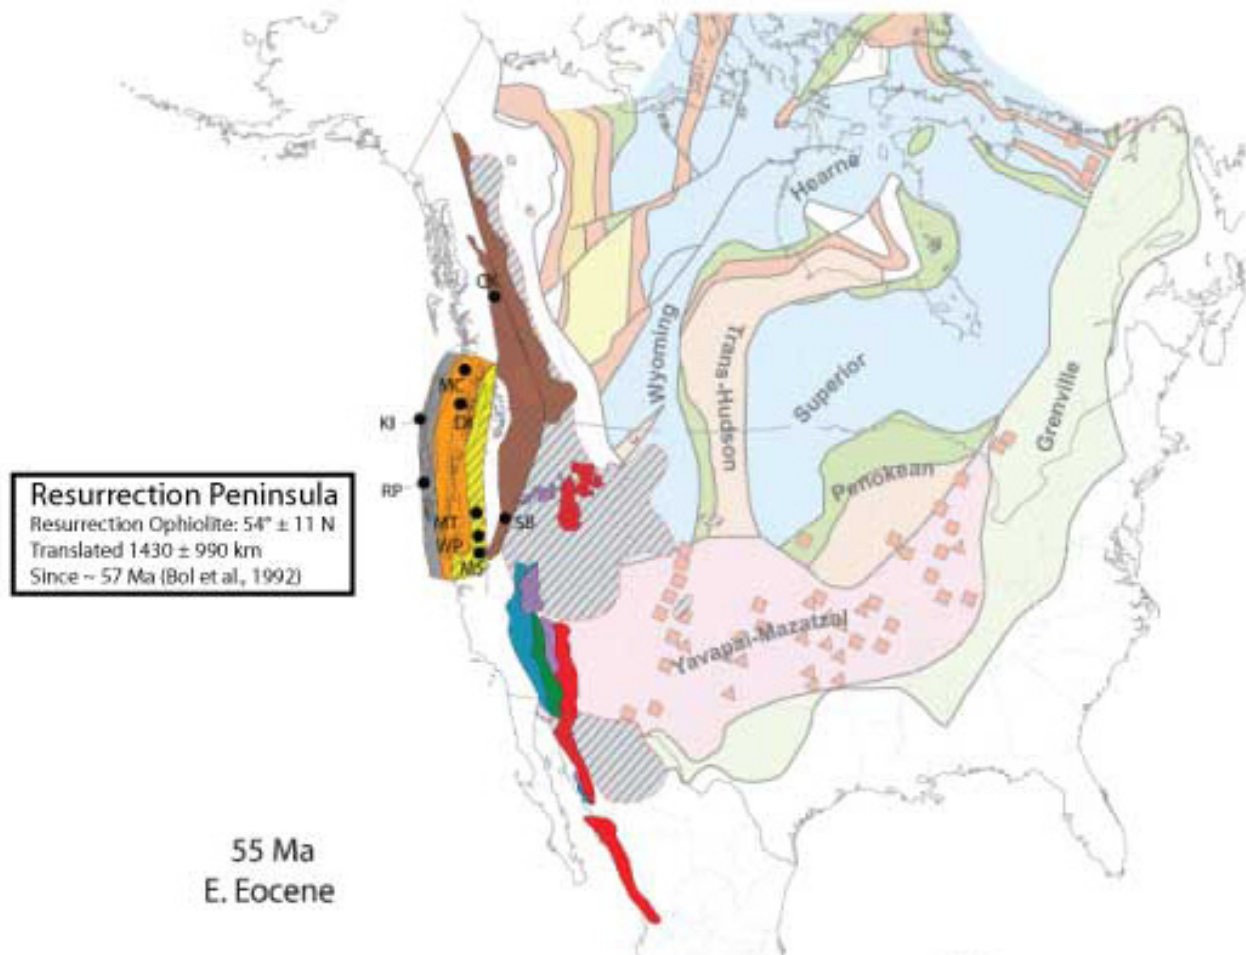 Hearne
Wyoming
Trans-Hudson
Superior
Grenville
Penokean
Yavapai-Mazatzal
MC
KI
RP
MT
WP
MS
SB
Resurrection Peninsula
Resurrection Ophiolite: 54° ± 11 N
Translated 1430 ± 990 km
Since ~ 57 Ma (Bol et al., 1992)
55 Ma
E. Eocene